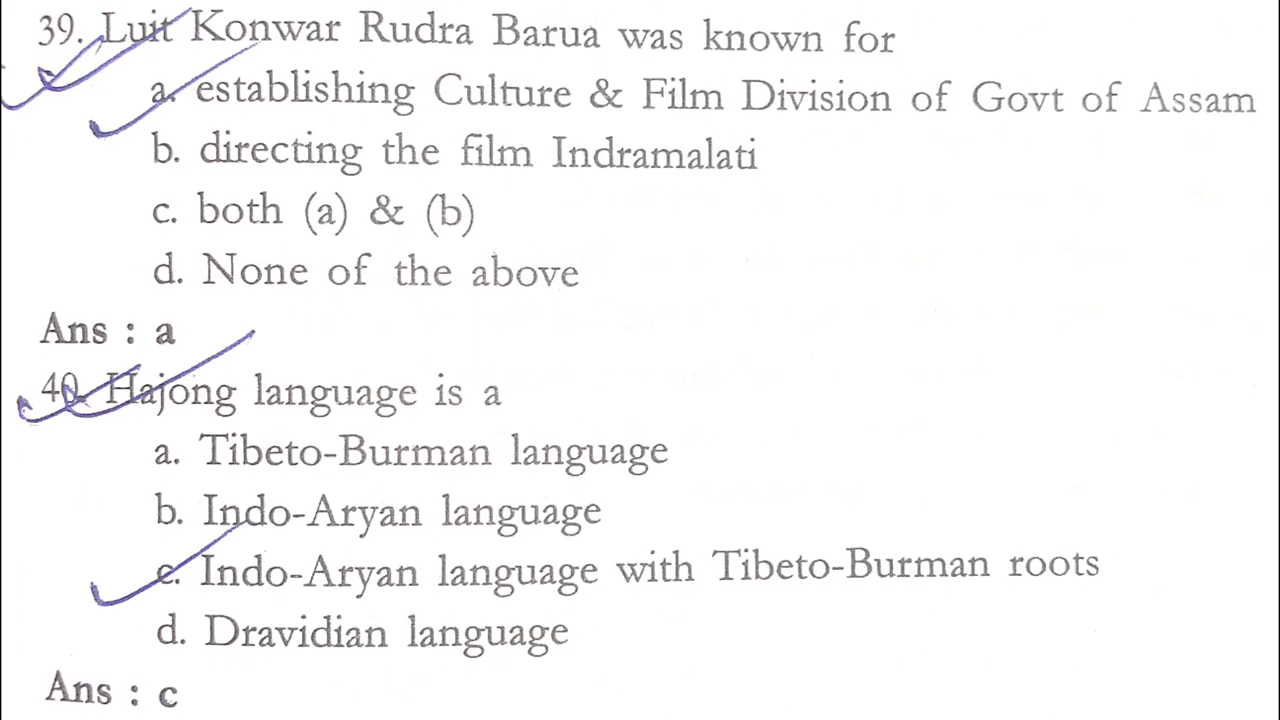 39. Luit Konwar Rudra Barua was known for
a. establishing Culture & Film Division of Govt of Assam
b. directing the film Indramalati
c. both (a) & (b)
d. None of the above
Ans : a
40. Hajong language is a
a. Tibeto-Burman language
b. Indo-Aryan language
c. Indo-Aryan language with Tibeto-Burman roots
d. Dravidian language
Ans : c